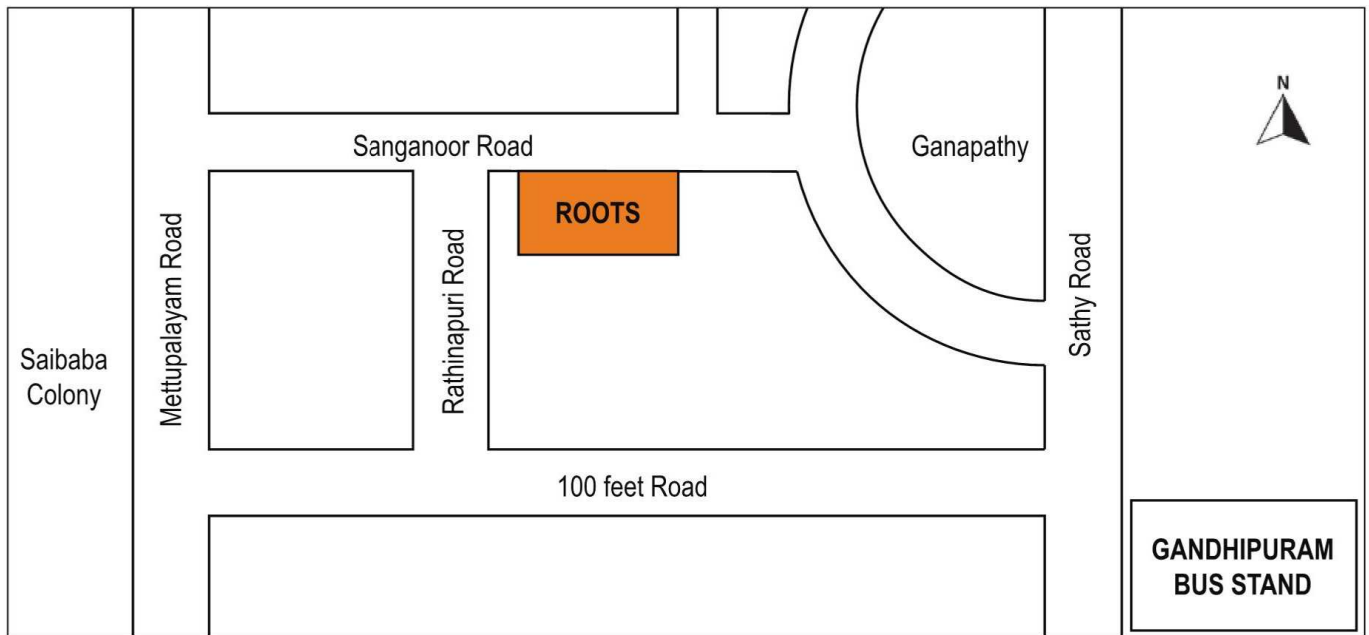 N
Sanganoor Road
Ganapathy
ROOTS
Mettupalayam Road
Rathinapuri Road
Sathy Road
Saibaba
Colony
100 feet Road
GANDHIPURAM
BUS STAND